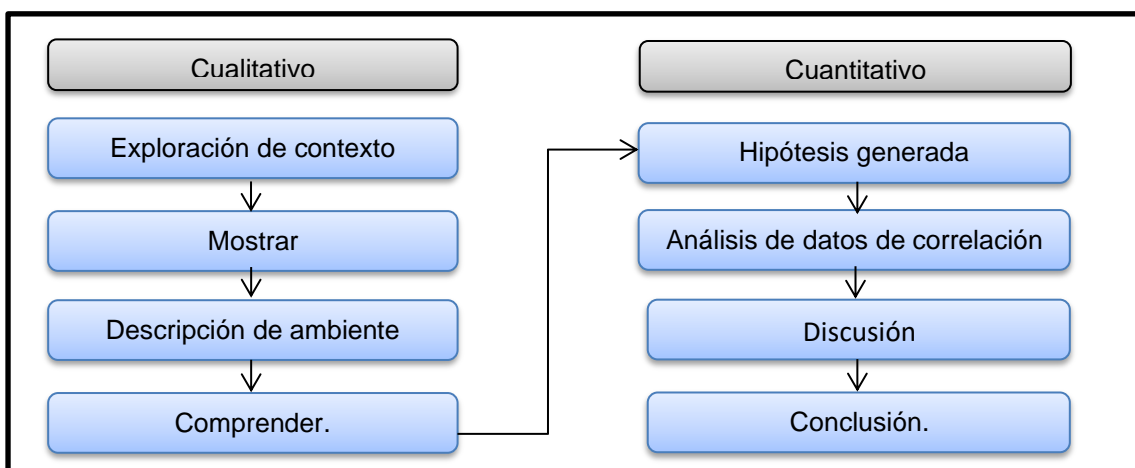 Cualitativo
Exploración de contexto
Mostrar
Descripción de ambiente
Comprender.
Cuantitativo
Hipótesis generada
Análisis de datos de correlación
Discusión
Conclusión.